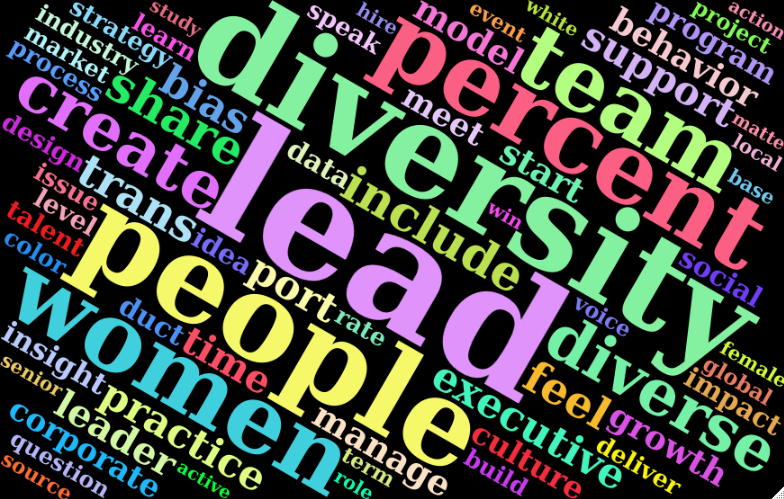 study
action
strategy
hire
white
project
learn
speak
event
program
industry
model
behavior
market
diversity
team
support
process
bias
percent
matte
share
meet
local
create
start
base
design
data
lead
include
win
trans
issue
level
idea
social
talent
people
port
voice
color
rate
diverse
female
duct
time
global
women
feel
impact
insight
executive
senior
practice
manage
growth
leader
culture
deliver
corporate
term
build
question
active
role
source